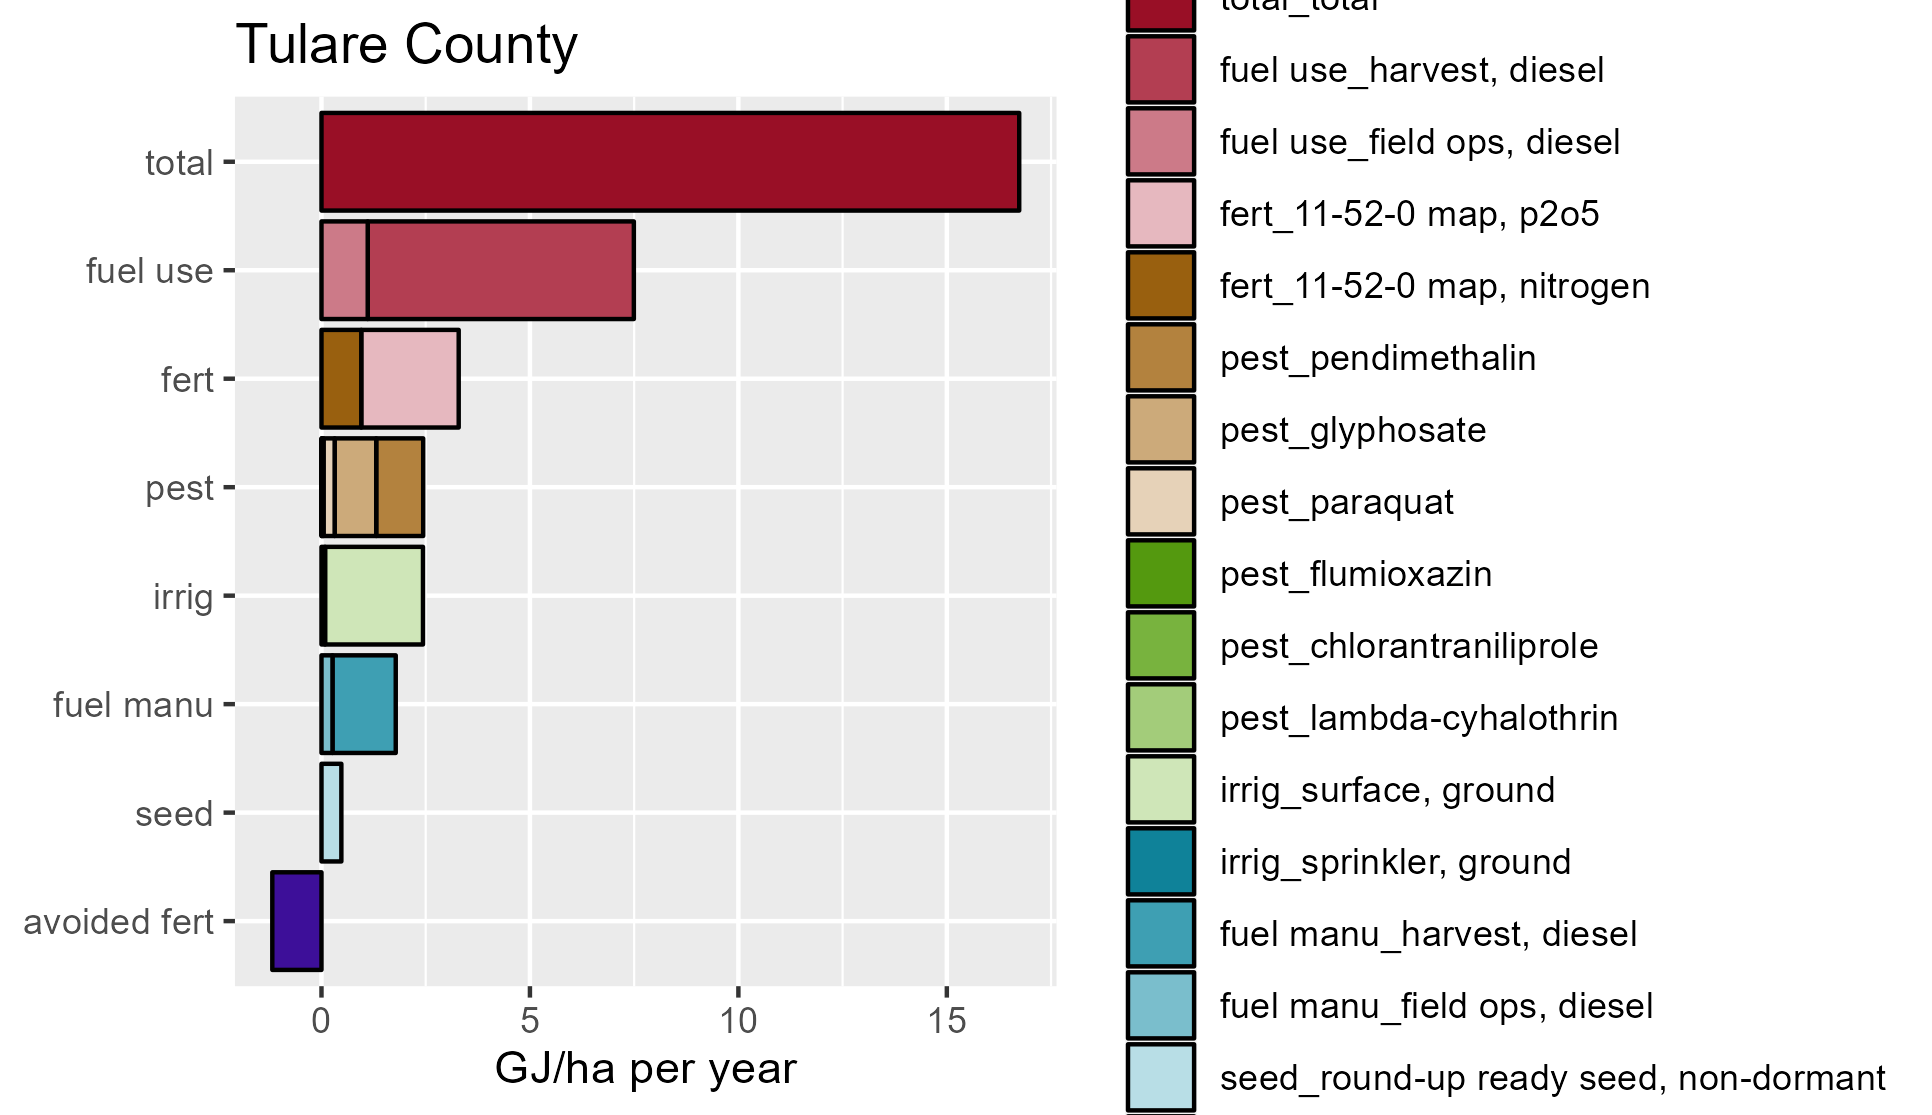 Tulare County
total
fuel use
fert
pest
irrig
fuel manu
seed
avoided fert
0 5 10 15
GJ/ha per year
total_total
fuel use_harvest, diesel
fuel use_field ops, diesel
fert_11-52-0 map, p2o5
fert_11-52-0 map, nitrogen
pest_pendimethalin
pest_glyphosate
pest_paraquat
pest_flumioxazin
pest_chlorantraniliprole
pest_lambda-cyhalothrin
irrig_surface, ground
irrig_sprinkler, ground
fuel manu_harvest, diesel
fuel manu_field ops, diesel
seed_round-up ready seed, non-dormant